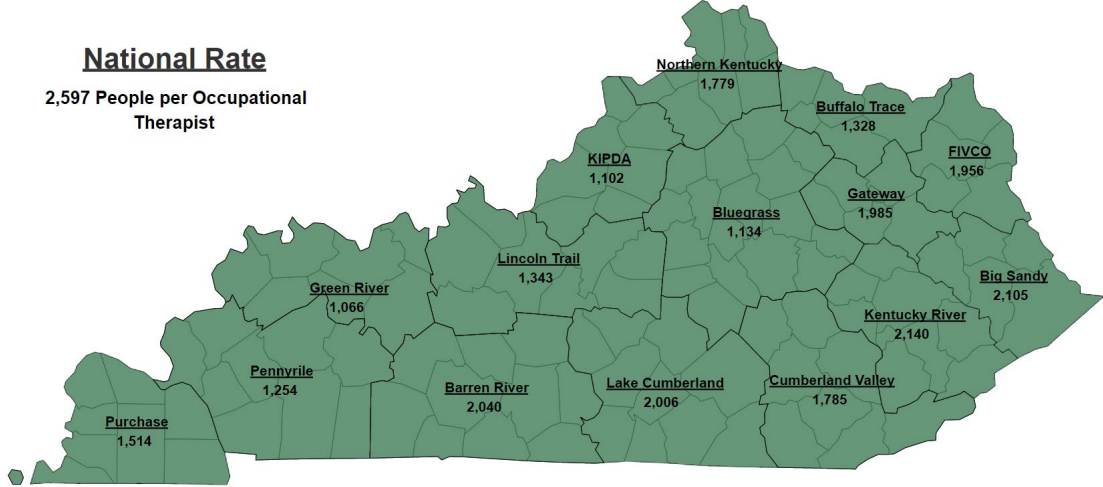 National Rate
2,597 People per Occupational
Therapist
Northern Kentucky
1,779
Buffalo Trace
1,328
FIVCO
1,956
KIPDA
1,102
Gateway
1,985
Bluegrass
1,134
Lincoln Trail
1,343
Big Sandy
2,105
Green River
1,066
Kentucky River
2,140
Pennyrile
1,254
Barren River
2,040
Lake Cumberland
2,006
Cumberland Valley
1,785
Purchase
1,514